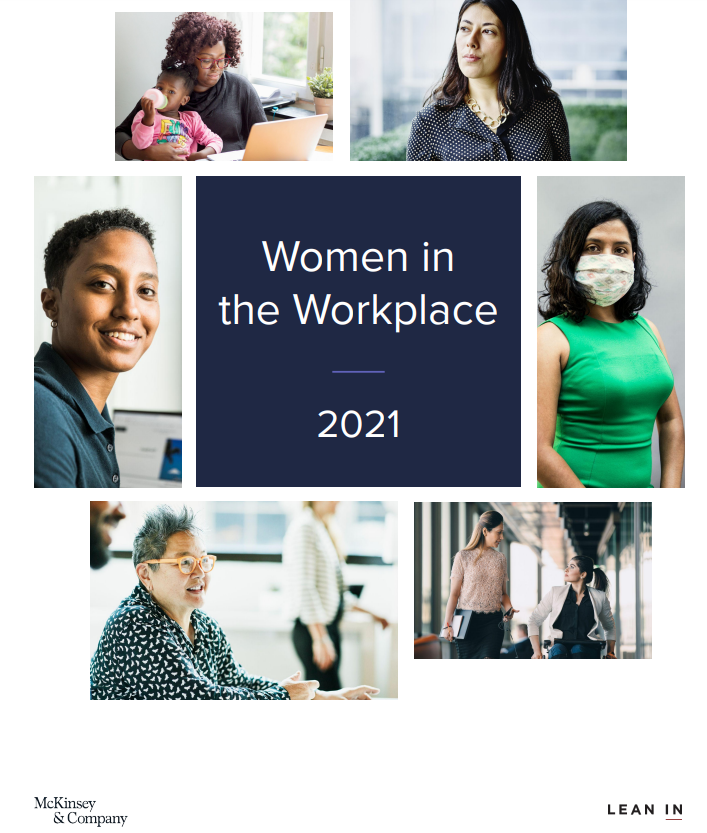 Women in
the Workplace
2021
McKinsey
& Company
LEAN IN